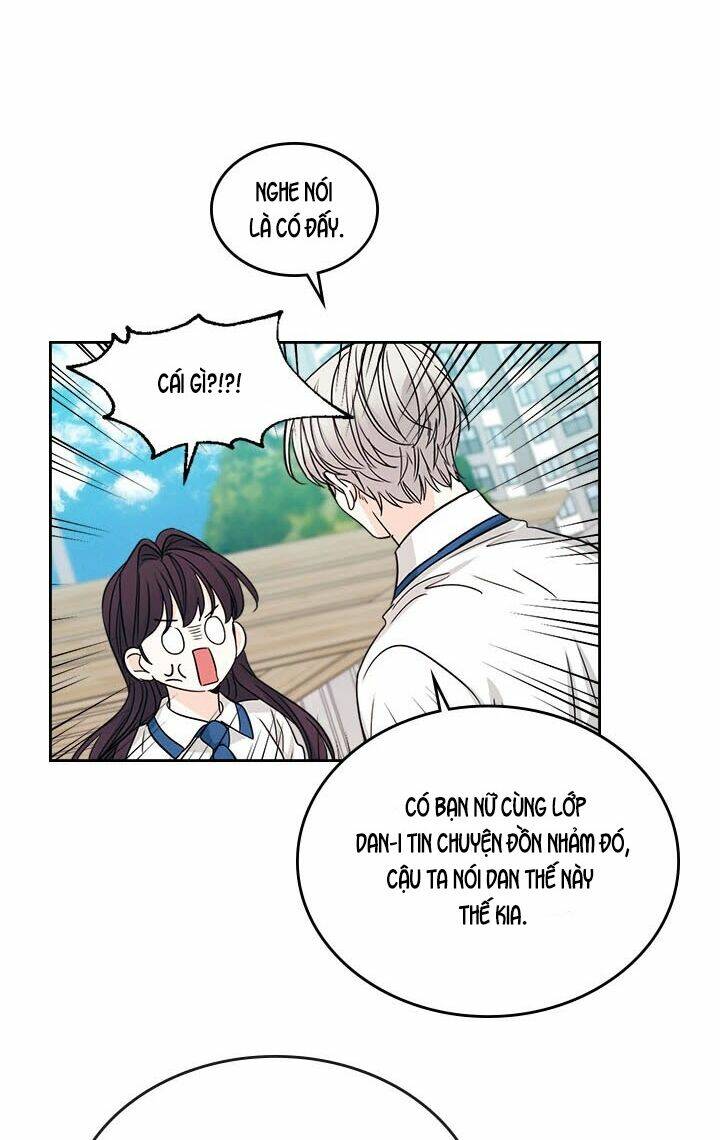 NGHE NÓI
LÀ CÓ ĐẤY.
CÁI GÌ?!?!
CÓ BẠN NỮ CÙNG LỚP
DAN-I TIN CHUYỆN ĐỒN NHẢM ĐÓ,
CẬU TA NÓI DAN THẾ NÀY
THẾ KIA.